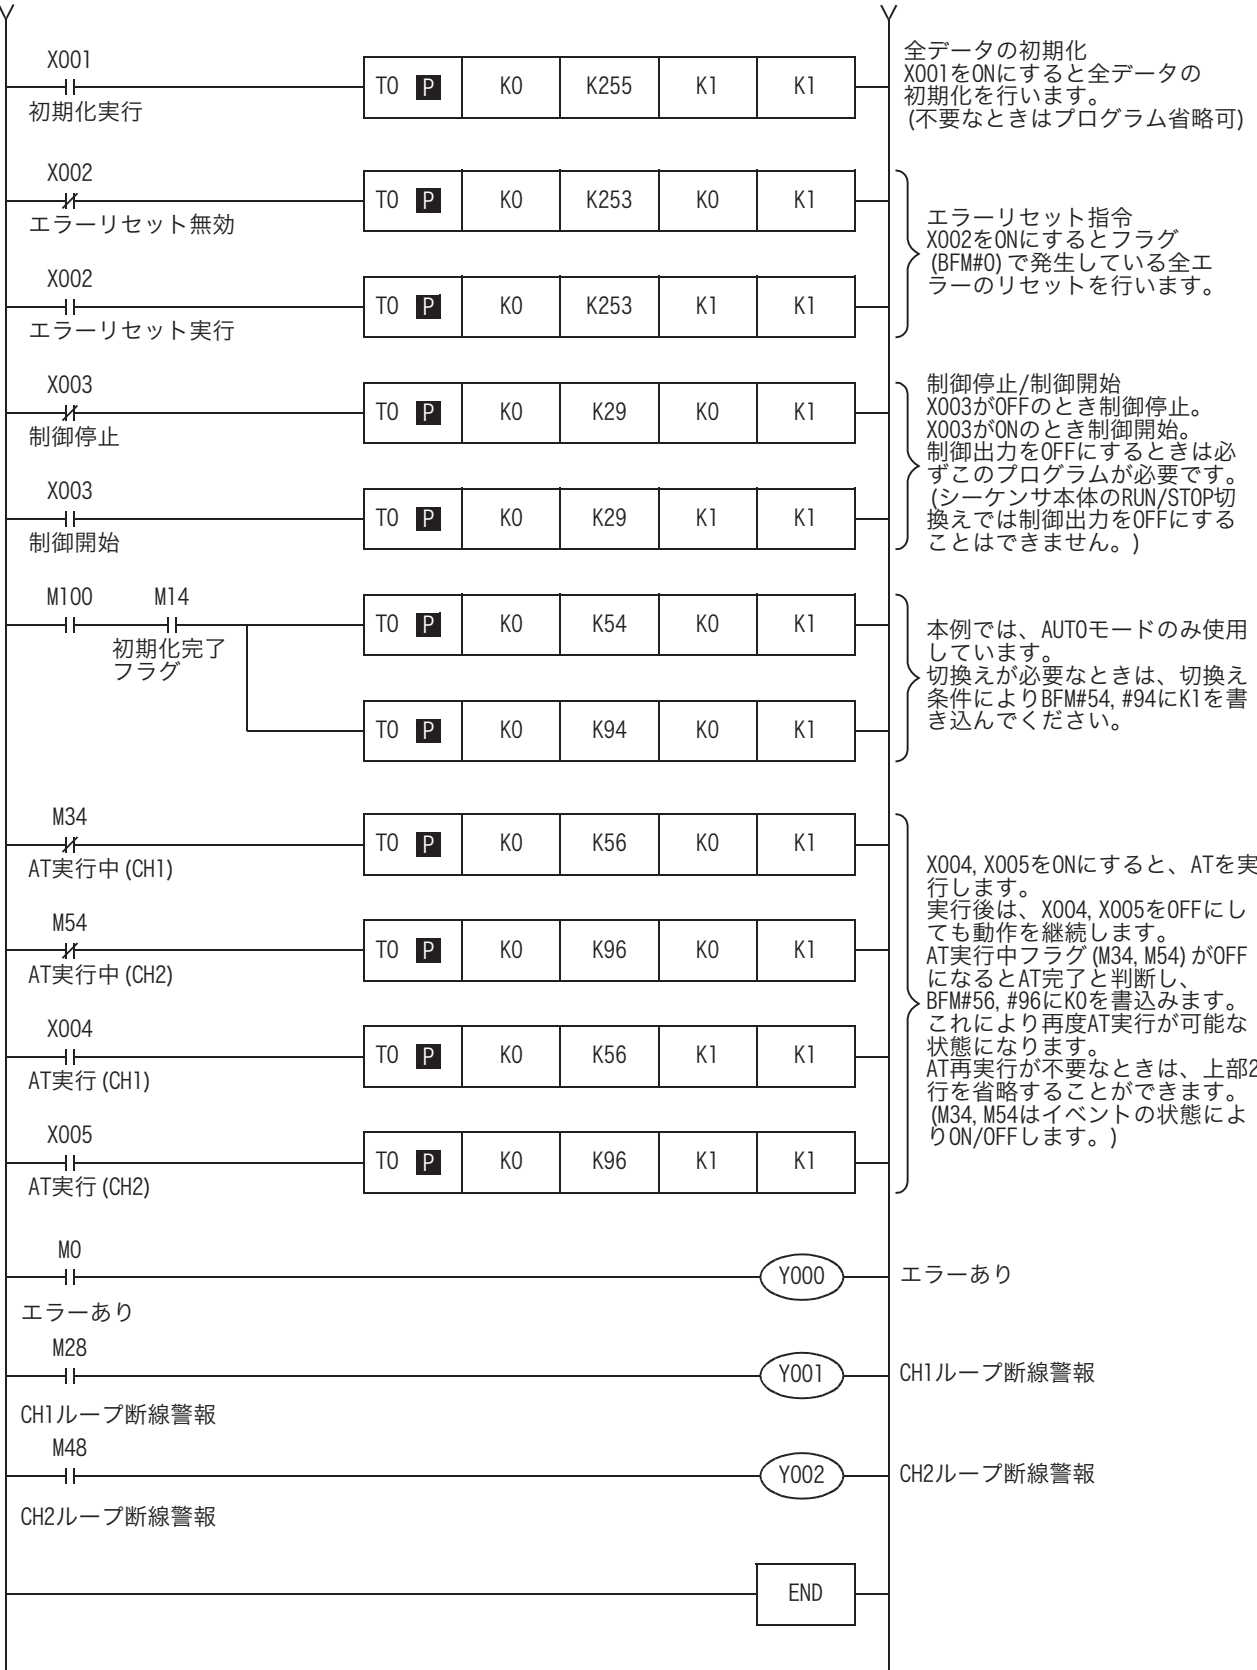 X001
TO P K0 K255 K1 K1
初期化実行
全データの初期化
X001をONにすると全データの
初期化を行います。
(不要なときはプログラム省略可)
X002
TO P K0 K253 K0 K1
エラーリセット無効
X002
TO P K0 K253 K1 K1
エラーリセット実行
エラーリセット指令
X002をONにするとフラグ
(BFM#0)で発生している全エ
ラーのリセットを行います。
X003
TO P K0 K29 K0 K1
制御停止
X003
TO P K0 K29 K1 K1
制御開始
制御停止/制御開始
X003がOFFのとき制御停止。
X003がONのとき制御開始。
制御出力をOFFにするときは必
ずこのプログラムが必要です。
(シーケンサ本体のRUN/STOP切
換えでは制御出力をOFFにする
ことはできません。)
M100 M14
TO P K0 K54 K0 K1
初期化完了
フラグ
TO P K0 K94 K0 K1
本例では、AUTOモードのみ使用
しています。
切換えが必要なときは、切換え
条件によりBFM#54, #94にK1を書
き込んでください。
M34
TO P K0 K56 K0 K1
AT実行中(CH1)
M54
TO P K0 K96 K0 K1
AT実行中(CH2)
X004
TO P K0 K56 K1 K1
AT実行(CH1)
X005
TO P K0 K96 K1 K1
AT実行(CH2)
X004, X005をONにすると、ATを実
行します。
実行後は、X004, X005をOFFにし
ても動作を継続します。
AT実行中フラグ(M34, M54)がOFF
になるとAT完了と判断し、
BFM#56, #96にK0を書込みます。
これにより再度AT実行が可能な
状態になります。
AT再実行が不要なときは、上部2
行を省略することができます。
(M34, M54はイベントの状態によ
りON/OFFします。)
M0
Y000 エラーあり
エラーあり
M28
Y001 CH1ループ断線警報
CH1ループ断線警報
M48
Y002 CH2ループ断線警報
CH2ループ断線警報
END